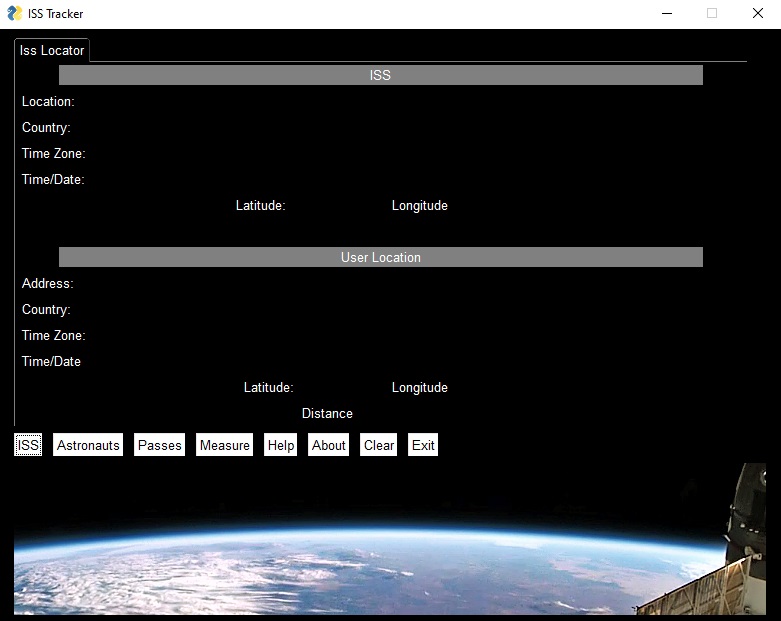 ISS Tracker
Iss Locator
ISS
Location:
Country:
Time Zone:
Time/Date:
Latitude: Longitude
User Location
Address:
Country:
Time Zone:
Time/Date
Latitude: Longitude
Distance
ISS Astronauts Passes Measure Help About Clear Exit